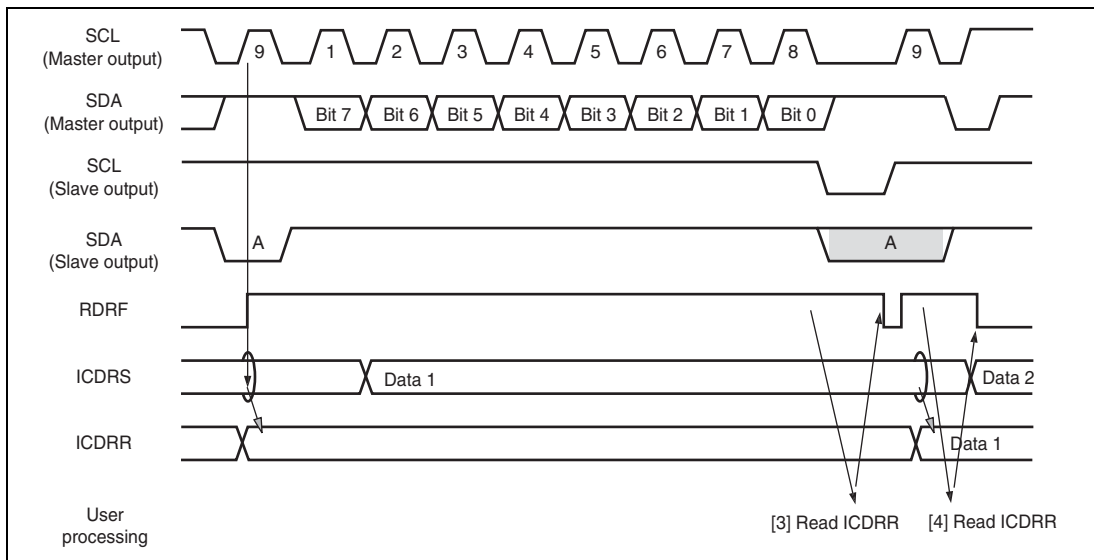 SCL
(Master output)
9 1 2 3 4 5 6 7 8 9
SDA
(Master output)
Bit 7 Bit 6 Bit 5 Bit 4 Bit 3 Bit 2 Bit 1 Bit 0
SCL
(Slave output)
SDA
(Slave output)
A A
RDRF
ICDRS
Data 1 Data 2
ICDRR
Data 1
User
processing
[3] Read ICDRR [4] Read ICDRR